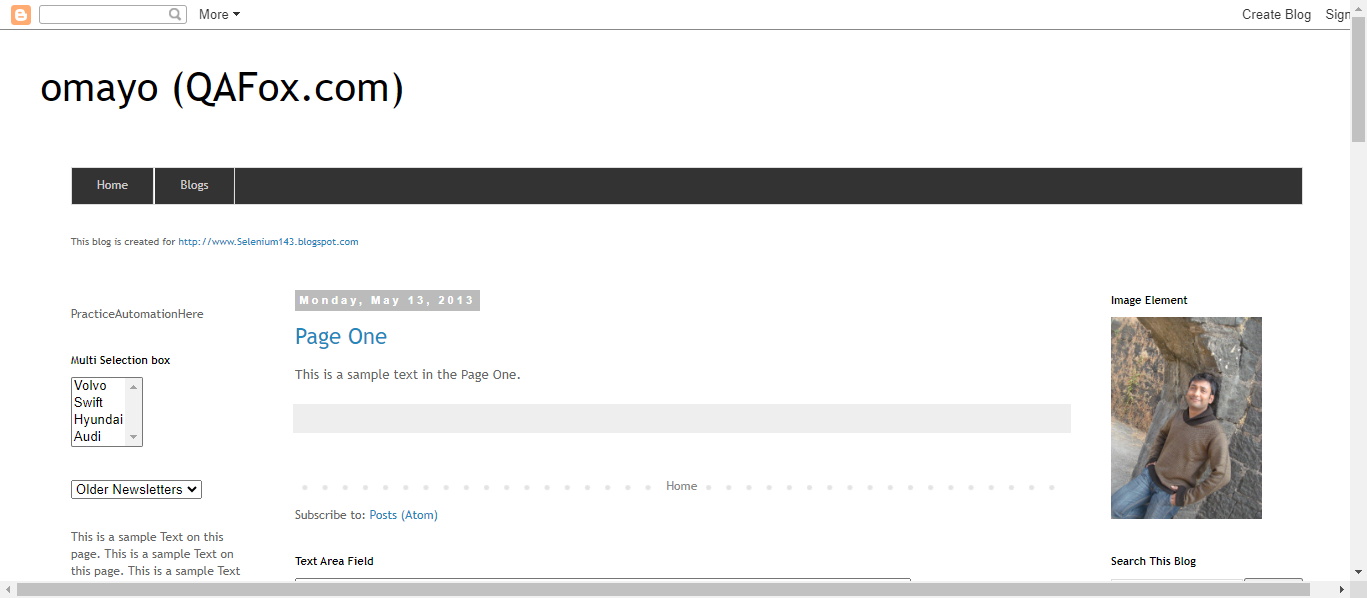 More
Create Blog
Sign
omayo (QAFox.com)
Home
Blogs
This blog is created for http://www.Selenium143.blogspot.com
PracticeAutomationHere
Multi Selection box
Volvo
Swift
Hyundai
Audi
Older Newsletters
This is a sample Text on this
page. This is a sample Text on
this page. This is a sample Text
Monday, May 13, 2013
Page One
This is a sample text in the Page One.
Home
Subscribe to: Posts (Atom)
Text Area Field
Image Element
Search This Blog